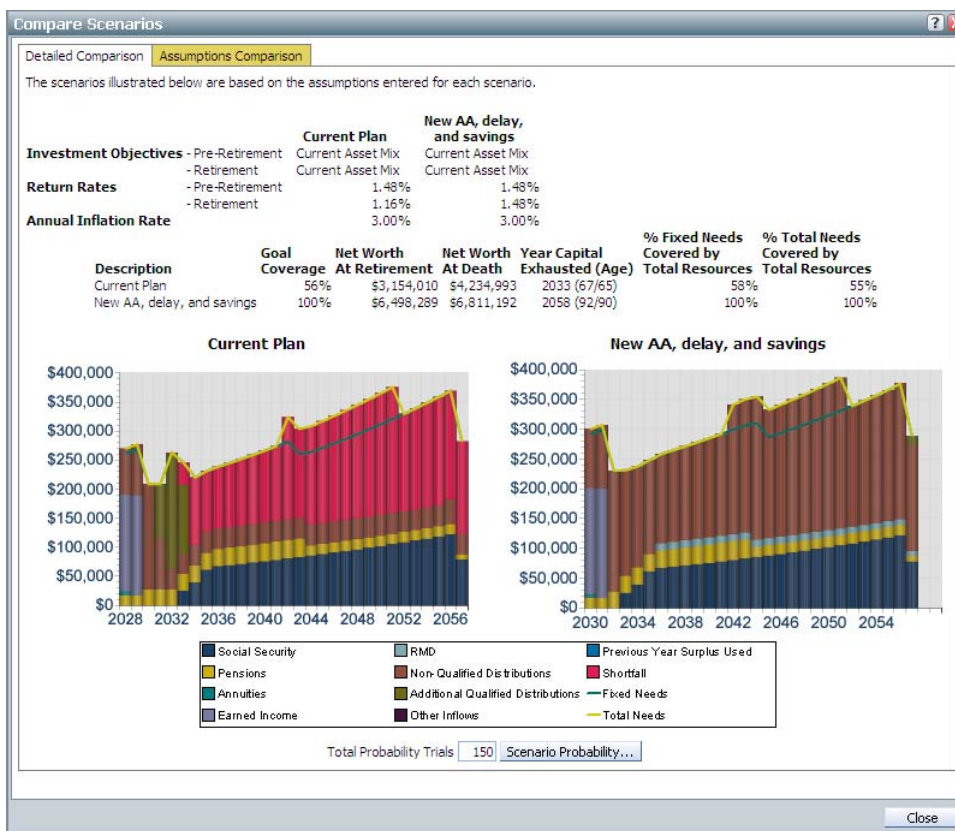 Compare Scenarios
?
Detailed Comparison Assumptions Comparison
The scenarios illustrated below are based on the assumptions entered for each scenario.
New AA, delay,
Current Plan and savings
Investment Objectives - Pre-Retirement Current Asset Mix Current Asset Mix
- Retirement Current Asset Mix Current Asset Mix
Return Rates - Pre-Retirement 1.48% 1.48%
- Retirement 1.16% 1.48%
Annual Inflation Rate 3.00% 3.00%
% Fixed Needs % Total Needs
Goal Net Worth Net Worth Year Capital Covered by Covered by
Description Coverage At Retirement At Death Exhausted (Age) Total Resources Total Resources
Current Plan 56% $3,154,010 $4,234,993 2033 (67/65) 58% 55%
New AA, delay, and savings 100% $6,498,289 $6,811,192 2058 (92/90) 100% 100%
Current Plan
$400,000
$350,000
$300,000
$250,000
$200,000
$150,000
$100,000
$50,000
$0
2028 2032 2036 2040 2044 2048 2052 2056
New AA, delay, and savings
$400,000
$350,000
$300,000
$250,000
$200,000
$150,000
$100,000
$50,000
$0
2030 2034 2038 2042 2046 2050 2054
Social Security RMD Previous Year Surplus Used
Pensions Non-Qualified Distributions Shortfall
Annuities Additional Qualified Distributions Fixed Needs
Earned Income Other Inflows Total Needs
Total Probability Trials 150 Scenario Probability...
Close